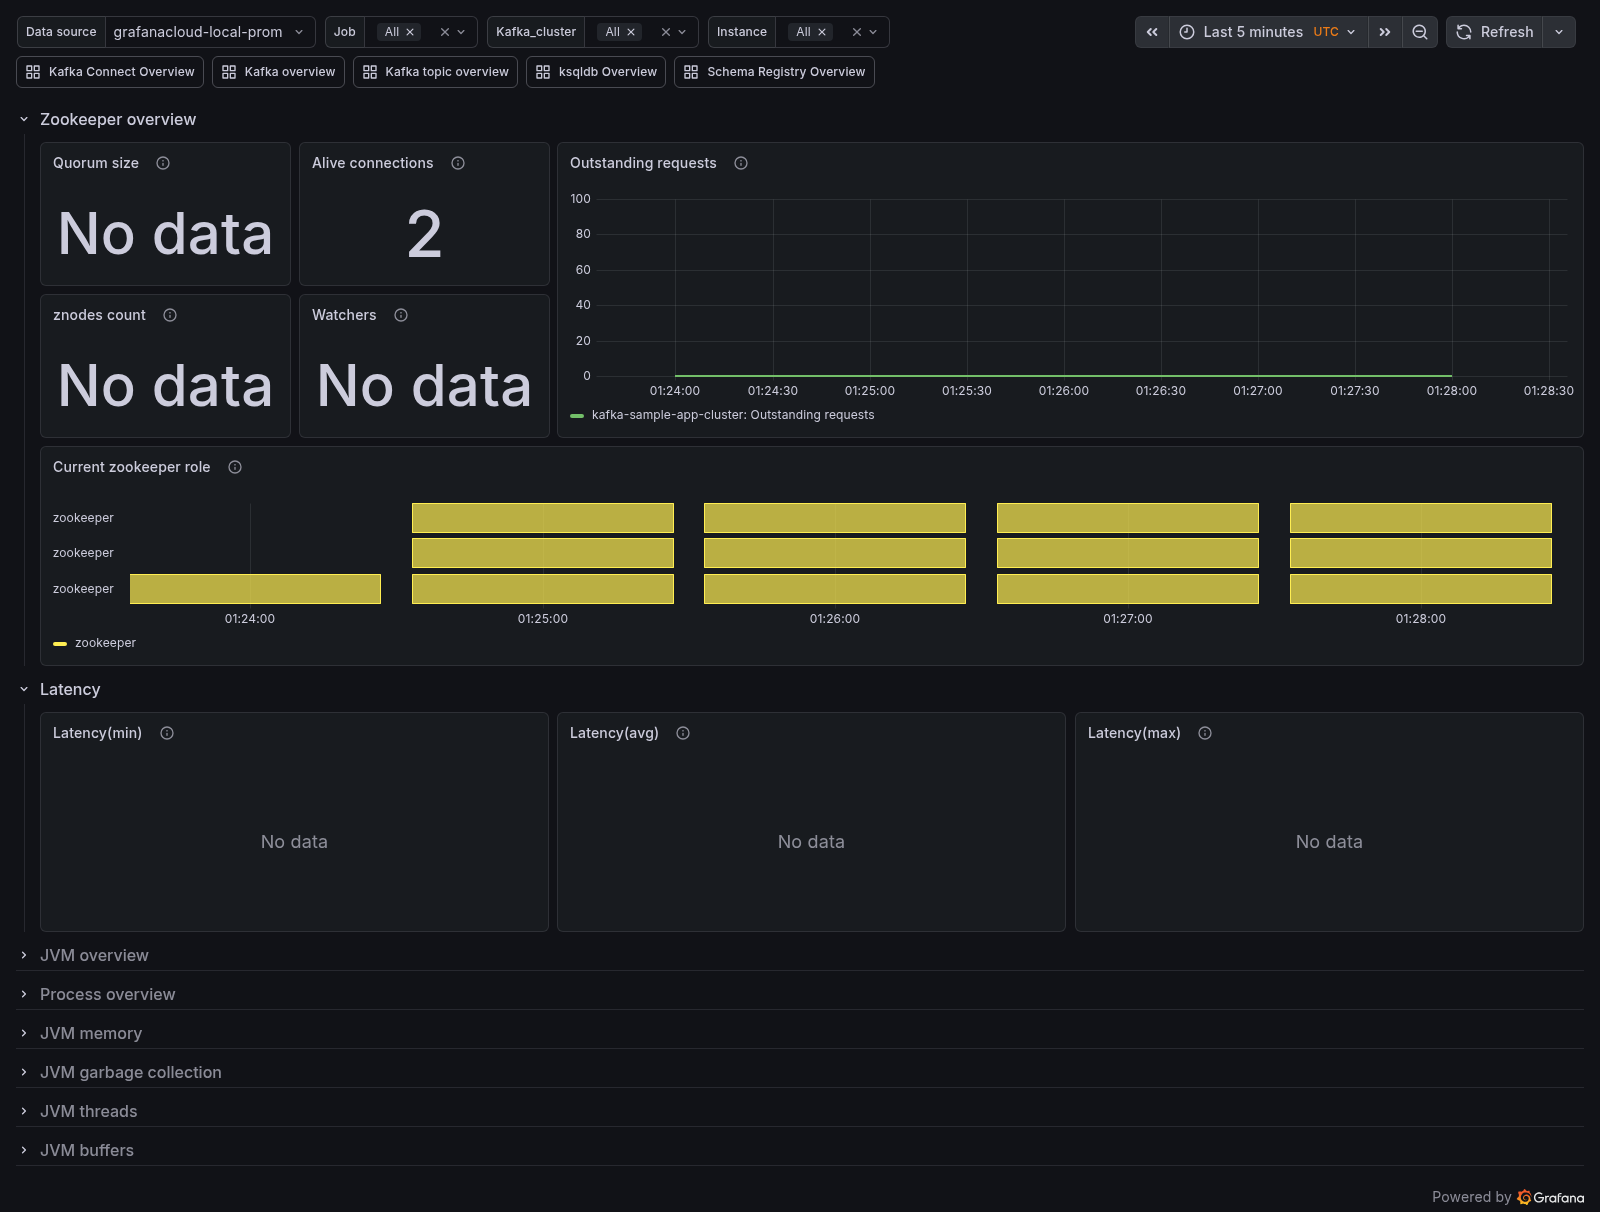 Data source grafanacloud-local-prom Job All Kafka_cluster All Instance All Last 5 minutes UTC Refresh
Kafka Connect Overview Kafka overview Kafka topic overview ksqldb Overview Schema Registry Overview
Zookeeper overview
Quorum size
No data
Alive connections
2
znodes count
No data
Watchers
No data
Outstanding requests
100
80
60
40
20
0
01:24:00 01:24:30 01:25:00 01:25:30 01:26:00 01:26:30 01:27:00 01:27:30 01:28:00 01:28:30
kafka-sample-app-cluster: Outstanding requests
Current zookeeper role
zookeeper
zookeeper
zookeeper
01:24:00 01:25:00 01:26:00 01:27:00 01:28:00
zookeeper
Latency
Latency(min)
No data
Latency(avg)
No data
Latency(max)
No data
JVM overview
Process overview
JVM memory
JVM garbage collection
JVM threads
JVM buffers
Powered by Grafana